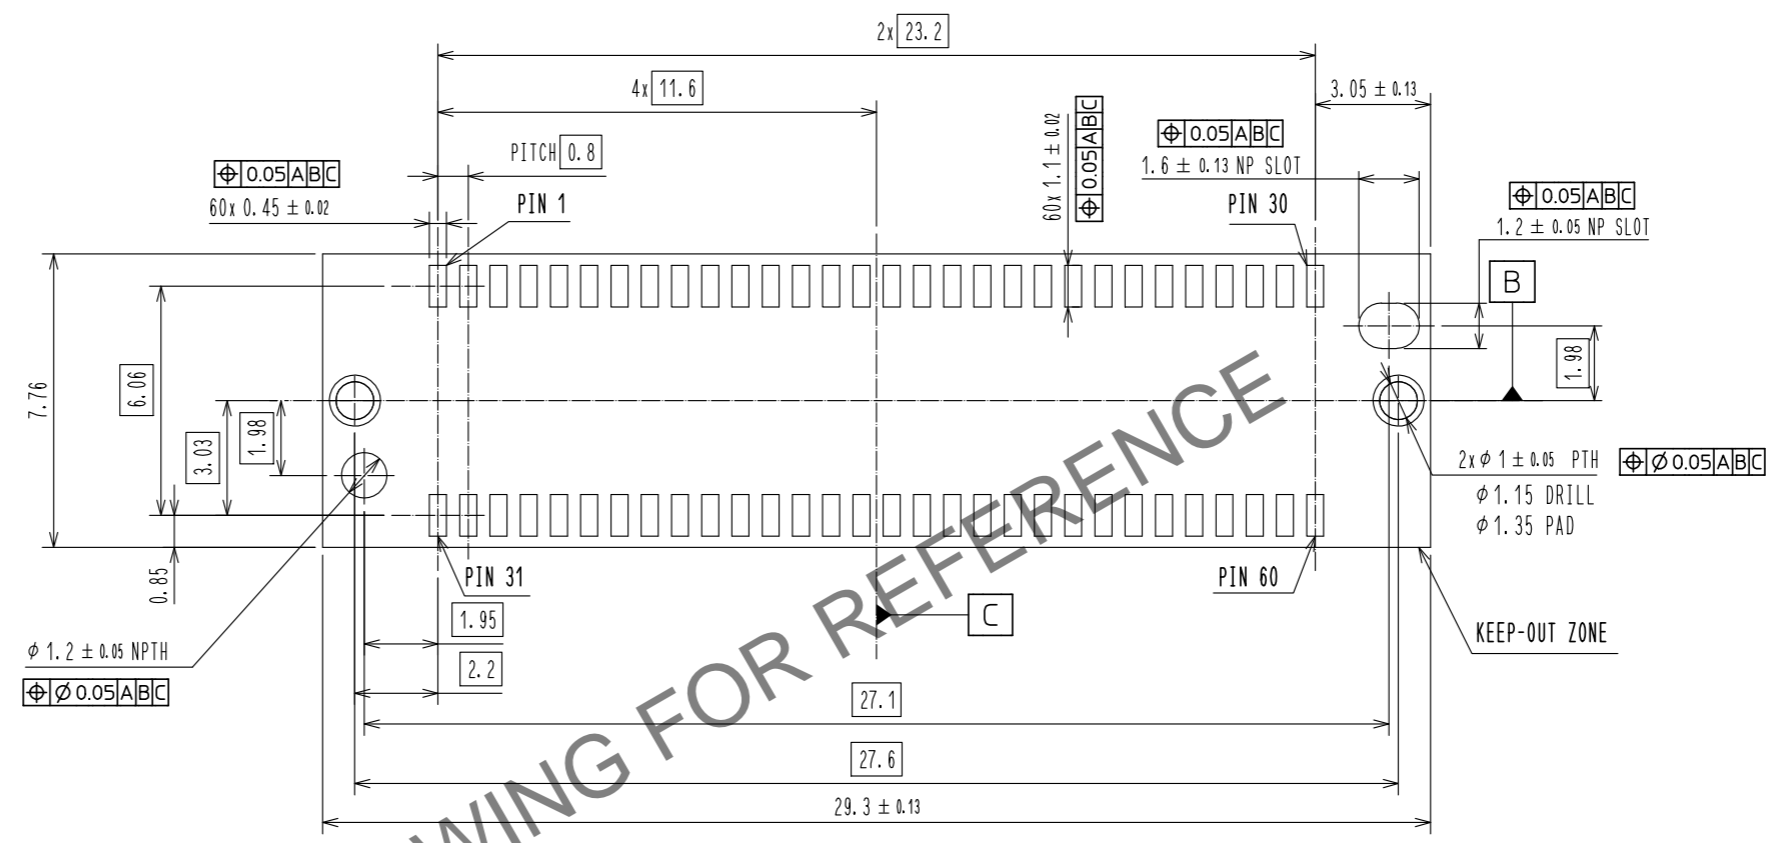 2x 23.2
4x 11.6
3.05 ± 0.13
PITCH 0.8
60x 1.1 ± 0.02
⌖ 0.05 A B C
⌖ 0.05 A B C
1.6 ± 0.13 NP SLOT
⌖ 0.05 A B C
60x 0.45 ± 0.02
PIN 1
PIN 30
⌖ 0.05 A B C
1.2 ± 0.05 NP SLOT
B
7.76
6.06
3.03
1.98
1.98
2x ⌀ 1 ± 0.05 PTH ⌖ ⌀ 0.05 A B C
⌀ 1.15 DRILL
⌀ 1.35 PAD
0.85
PIN 31
PIN 60
1.95
C
KEEP-OUT ZONE
⌀ 1.2 ± 0.05 NPTH
⌖ ⌀ 0.05 A B C
2.2
27.1
27.6
29.3 ± 0.13
WING FOR REFERENCE